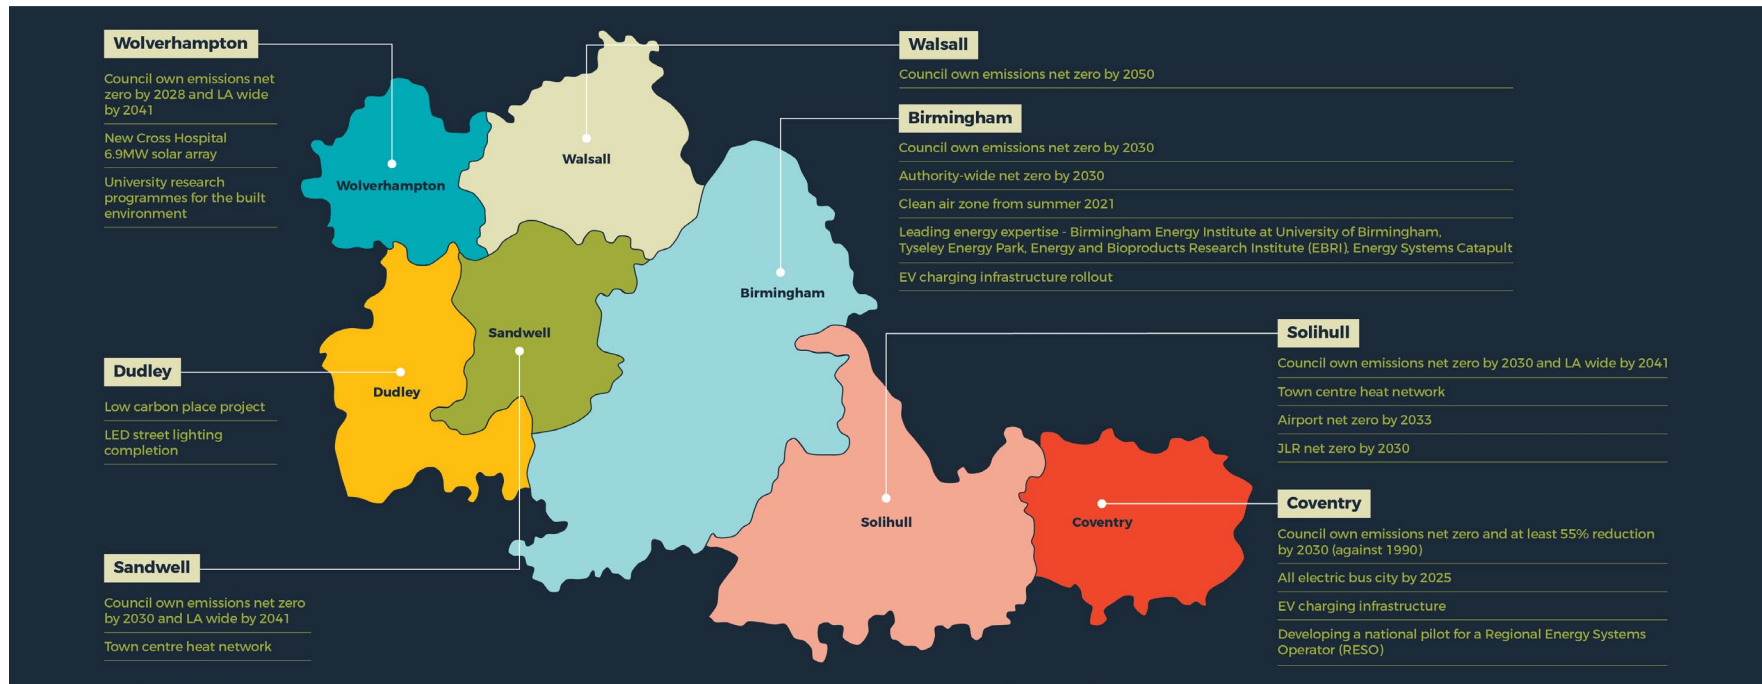 Wolverhampton
Council own emissions net
zero by 2028 and LA wide
by 2041
New Cross Hospital
6.9MW solar array
University research
programmes for the built
environment
Dudley
Low carbon place project
LED street lighting
completion
Sandwell
Council own emissions net zero
by 2030 and LA wide by 2041
Town centre heat network
Wolverhampton
Walsall
Birmingham
Sandwell
Dudley
Solihull
Coventry
Walsall
Council own emissions net zero by 2050
Birmingham
Council own emissions net zero by 2030
Authority-wide net zero by 2030
Clean air zone from summer 2021
Leading energy expertise - Birmingham Energy Institute at University of Birmingham,
Tyseley Energy Park, Energy and Bioproducts Research Institute (EBRI), Energy Systems Catapult
EV charging infrastructure rollout
Solihull
Council own emissions net zero by 2030 and LA wide by 2041
Town centre heat network
Airport net zero by 2033
JLR net zero by 2030
Coventry
Council own emissions net zero and at least 55% reduction
by 2030 (against 1990)
All electric bus city by 2025
EV charging infrastructure
Developing a national pilot for a Regional Energy Systems
Operator (RESO)